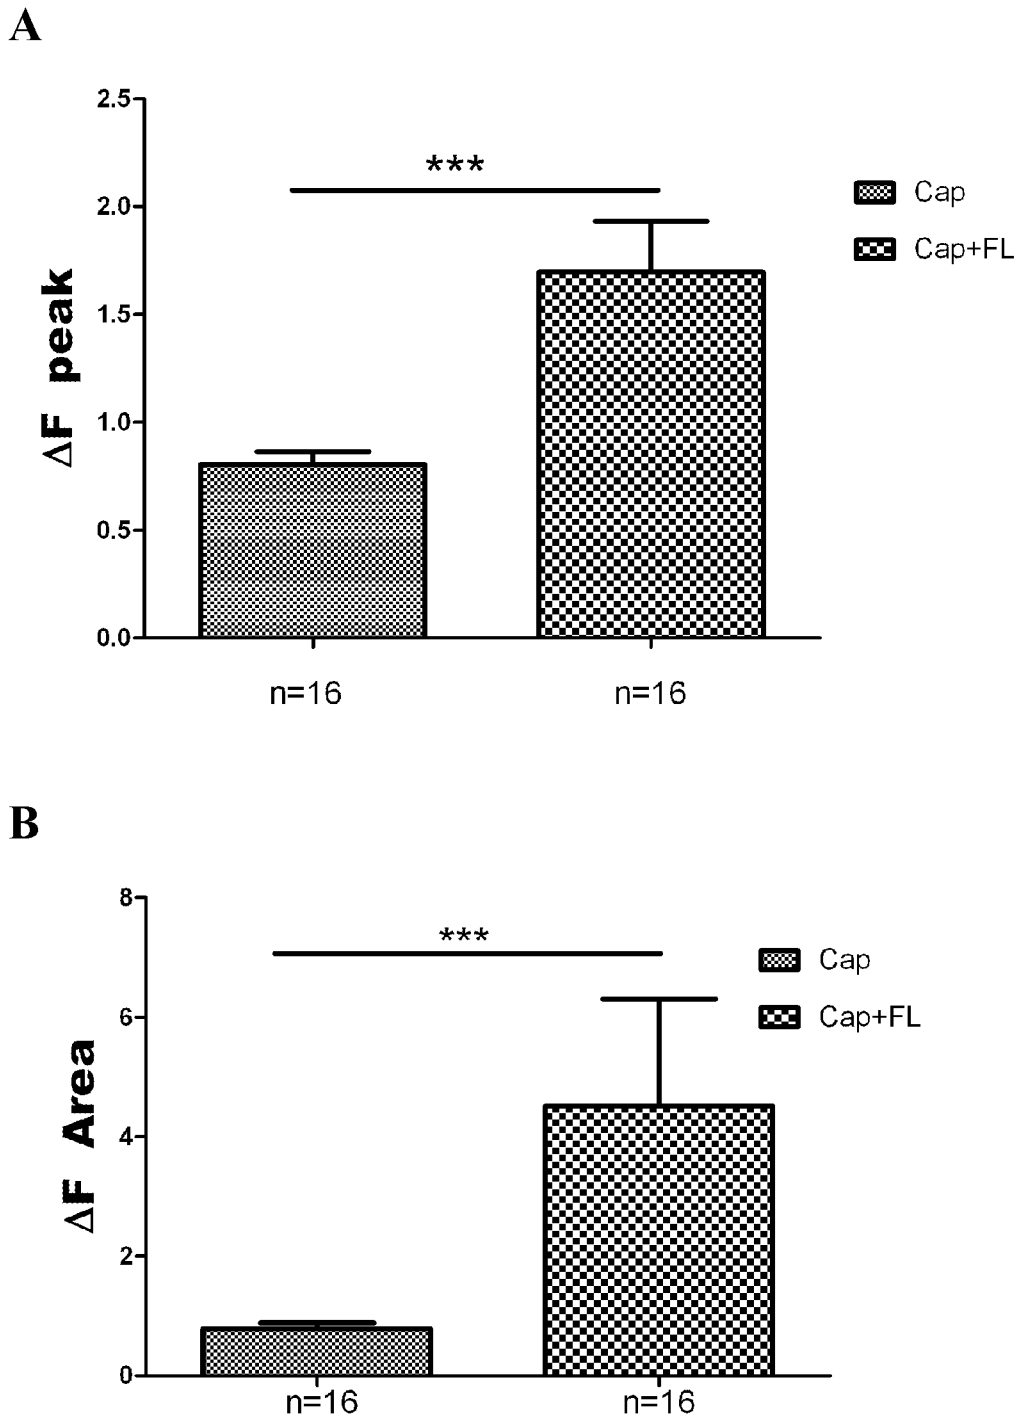 A
2.5
***
2.0
Cap
Cap+FL
1.5
ΔF peak
1.0
0.5
0.0
n=16 n=16
B
8
***
Cap
6
Cap+FL
ΔF Area
4
2
0
n=16 n=16